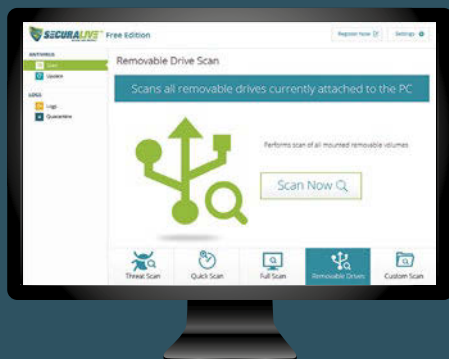 SECURALIVE Free Edition
Register Now
Settings
ANTIVIRUS
Scan
Update
LOGS
Logs
Quarantine
Removable Drive Scan
Scans all removable drives currently attached to the PC
Performs scan of all mounted removable volumes
Scan Now
Threat Scan
Quick Scan
Full Scan
Removable Drives
Custom Scan